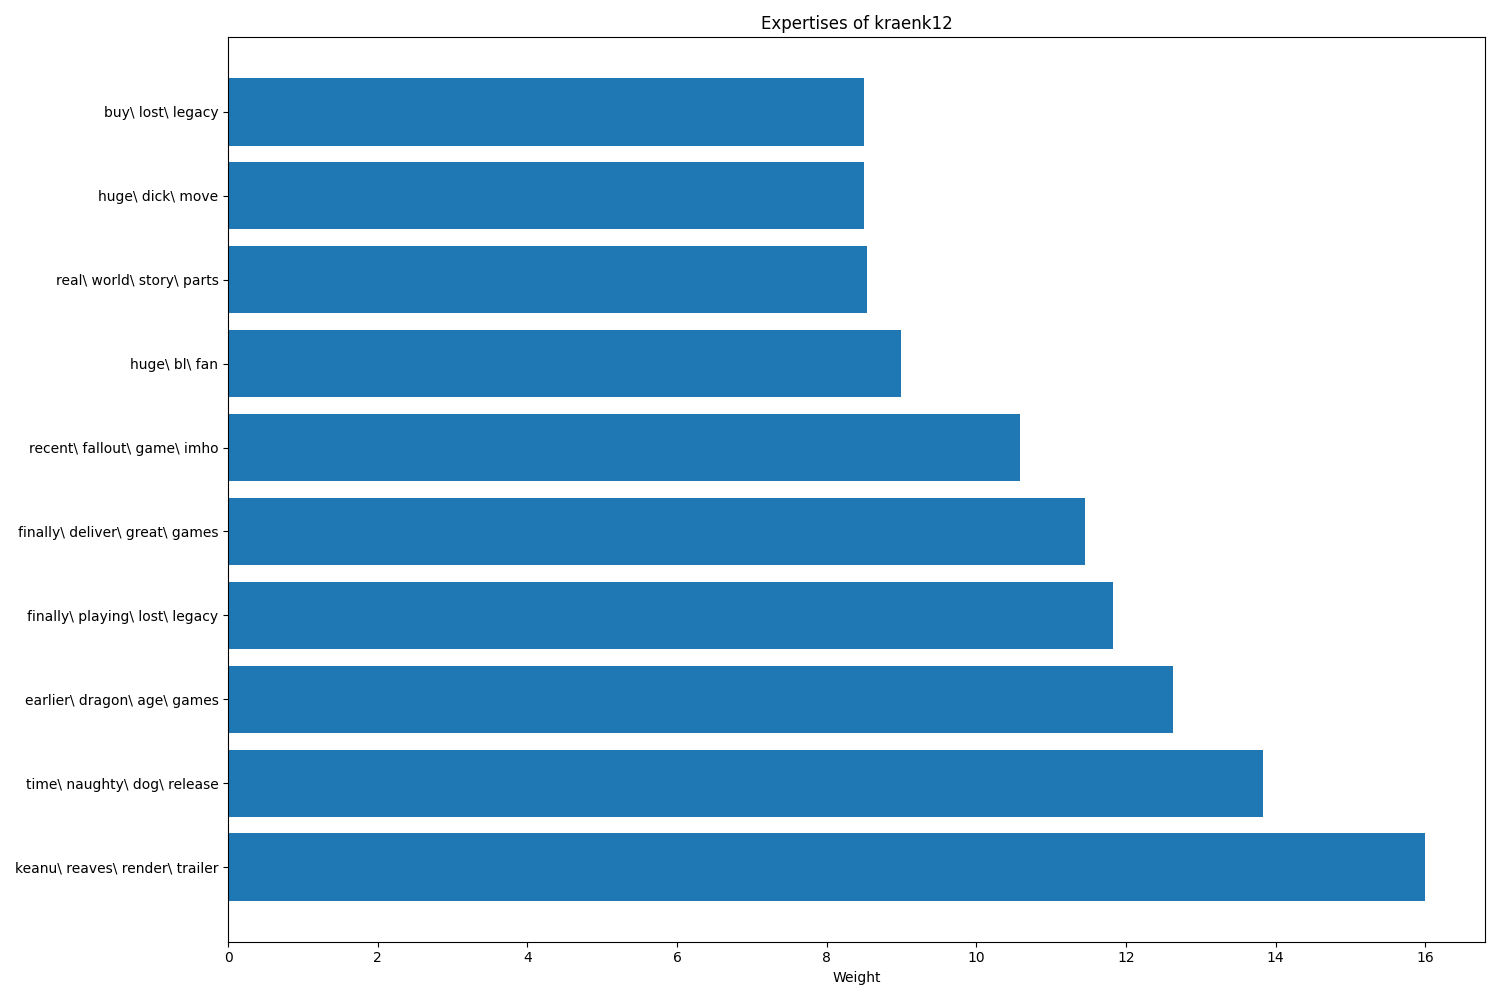 Expertises of kraenk12
buy\ lost\ legacy
huge\ dick\ move
real\ world\ story\ parts
huge\ bl\ fan
recent\ fallout\ game\ imho
finally\ deliver\ great\ games
finally\ playing\ lost\ legacy
earlier\ dragon\ age\ games
time\ naughty\ dog\ release
keanu\ reaves\ render\ trailer
0 2 4 6 8 10 12 14 16
Weight